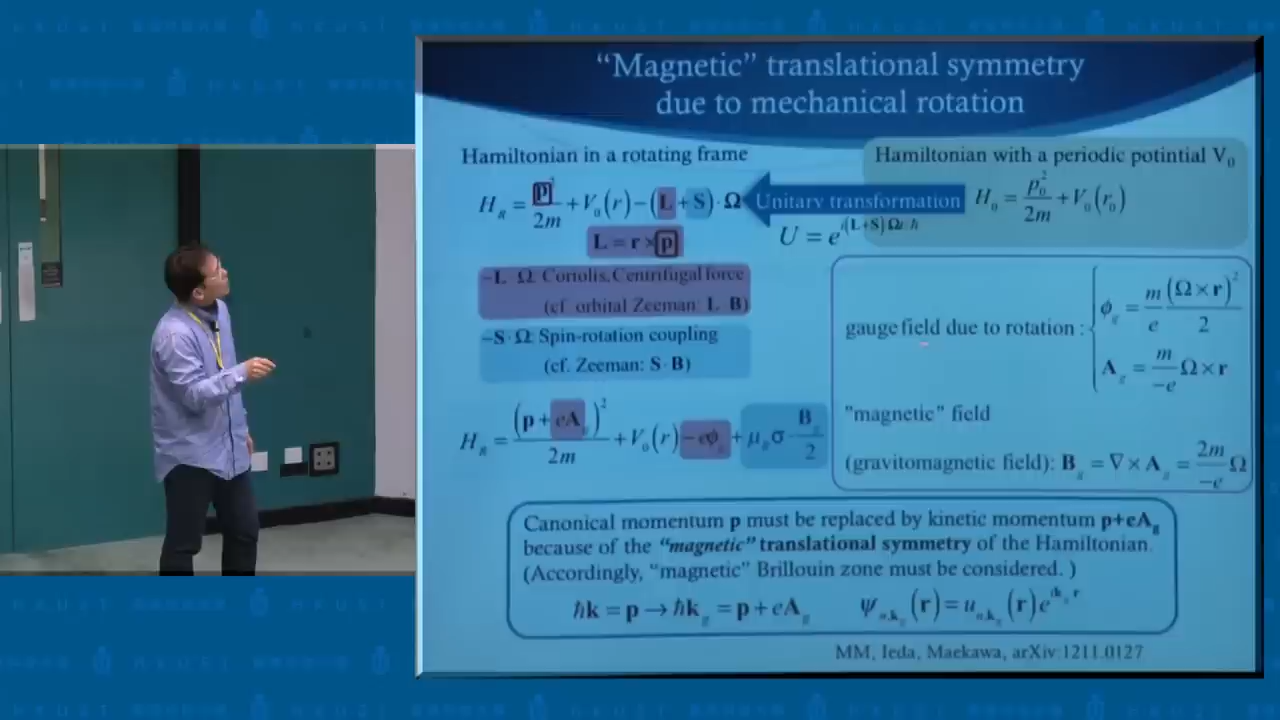 “Magnetic” translational symmetry
due to mechanical rotation
Hamiltonian in a rotating frame
H_R = p²/2m + V₀(r) − (L + S) · Ω
L = r × p
Unitary transformation
U = e^{i(L+S)·Ωt/ħ}
Hamiltonian with a periodic potintial V₀
H₀ = p₀²/2m + V₀(r₀)
−L · Ω: Coriolis, Centrifugal force
(cf. orbital Zeeman: L · B)
−S · Ω: Spin-rotation coupling
(cf. Zeeman: S · B)
H_R = (p + eA_g)²/2m + V₀(r) − eφ_g + μ_B σ · B_g/2
gauge field due to rotation :
φ_g = m/e (Ω × r)²/2
A_g = m/−e Ω × r
"magnetic" field
(gravitomagnetic field): B_g = ∇ × A_g = 2m/−e Ω
Canonical momentum p must be replaced by kinetic momentum p+eA_g
because of the “magnetic” translational symmetry of the Hamiltonian.
(Accordingly, “magnetic” Brillouin zone must be considered. )
ħk = p → ħk_g = p + eA_g
ψ_{n,k_g}(r) = u_{n,k_g}(r)e^{ik_g·r}
MM, Ieda, Maekawa, arXiv:1211.0127